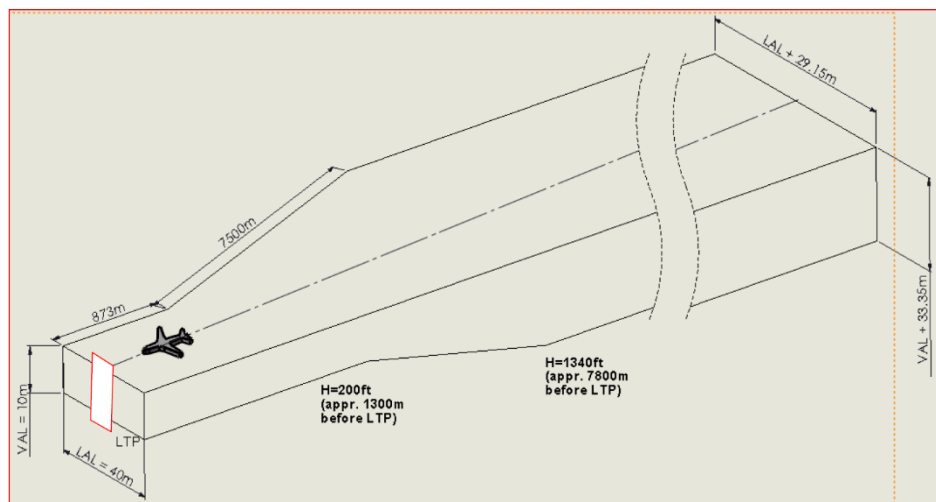 LAL + 29.15m
7500m
873m
VAL + 33.35m
H=1340ft
(appr. 7800m
before LTP)
H=200ft
(appr. 1300m
before LTP)
VAL = 10m
LTP
LAL = 40m